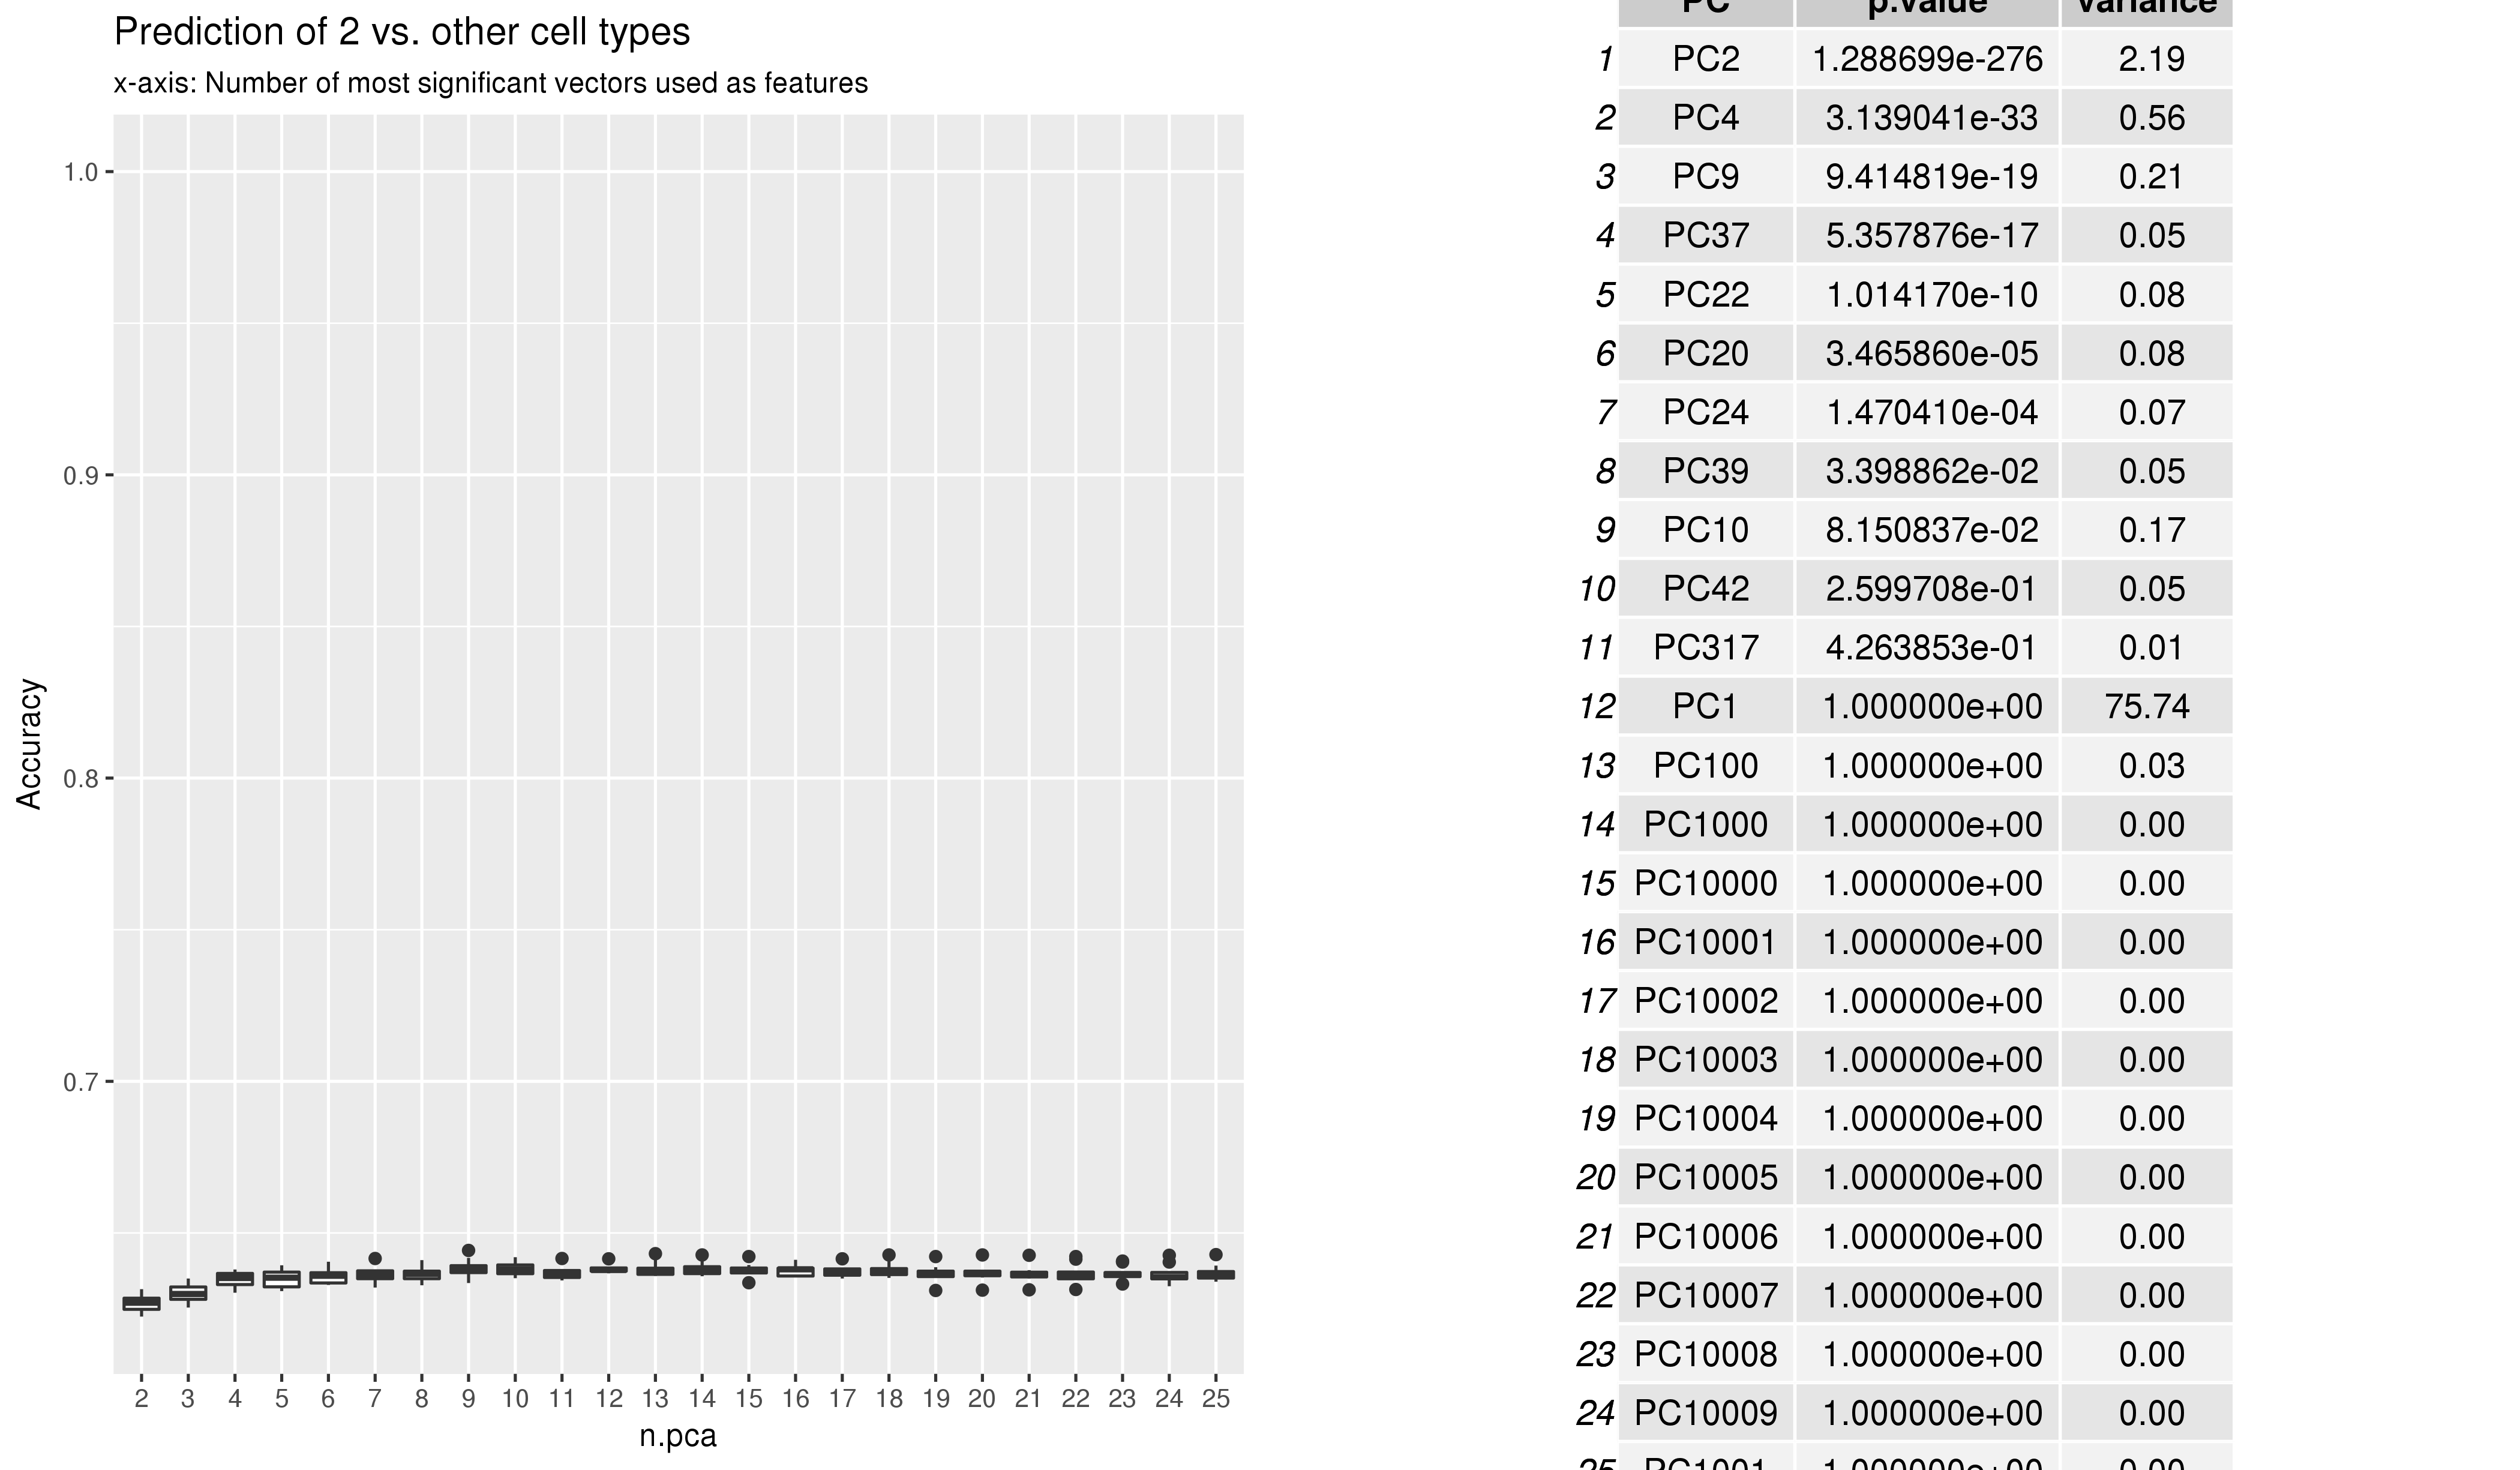 Prediction of 2 vs. other cell types
x-axis: Number of most significant vectors used as features
1.0
0.9
0.8
0.7
Accuracy
2 3 4 5 6 7 8 9 10 11 12 13 14 15 16 17 18 19 20 21 22 23 24 25
n.pca
PC p.value variance
1 PC2 1.288699e-276 2.19
2 PC4 3.139041e-33 0.56
3 PC9 9.414819e-19 0.21
4 PC37 5.357876e-17 0.05
5 PC22 1.014170e-10 0.08
6 PC20 3.465860e-05 0.08
7 PC24 1.470410e-04 0.07
8 PC39 3.398862e-02 0.05
9 PC10 8.150837e-02 0.17
10 PC42 2.599708e-01 0.05
11 PC317 4.263853e-01 0.01
12 PC1 1.000000e+00 75.74
13 PC100 1.000000e+00 0.03
14 PC1000 1.000000e+00 0.00
15 PC10000 1.000000e+00 0.00
16 PC10001 1.000000e+00 0.00
17 PC10002 1.000000e+00 0.00
18 PC10003 1.000000e+00 0.00
19 PC10004 1.000000e+00 0.00
20 PC10005 1.000000e+00 0.00
21 PC10006 1.000000e+00 0.00
22 PC10007 1.000000e+00 0.00
23 PC10008 1.000000e+00 0.00
24 PC10009 1.000000e+00 0.00
25 PC1001 1.000000e+00 0.00